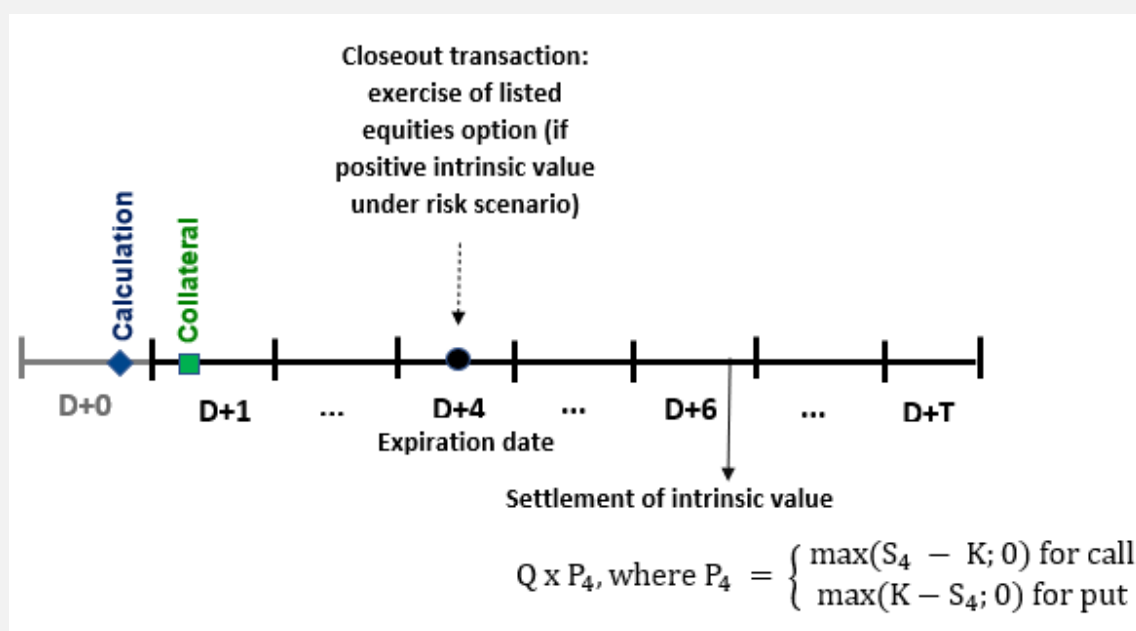 Closeout transaction:
exercise of listed
equities option (if
positive intrinsic value
under risk scenario)
Calculation
Collateral
D+0
D+1
...
D+4
...
D+6
...
D+T
Expiration date
Settlement of intrinsic value
Q x P₄, where P₄ = { max(S₄ − K; 0) for call
max(K − S₄; 0) for put